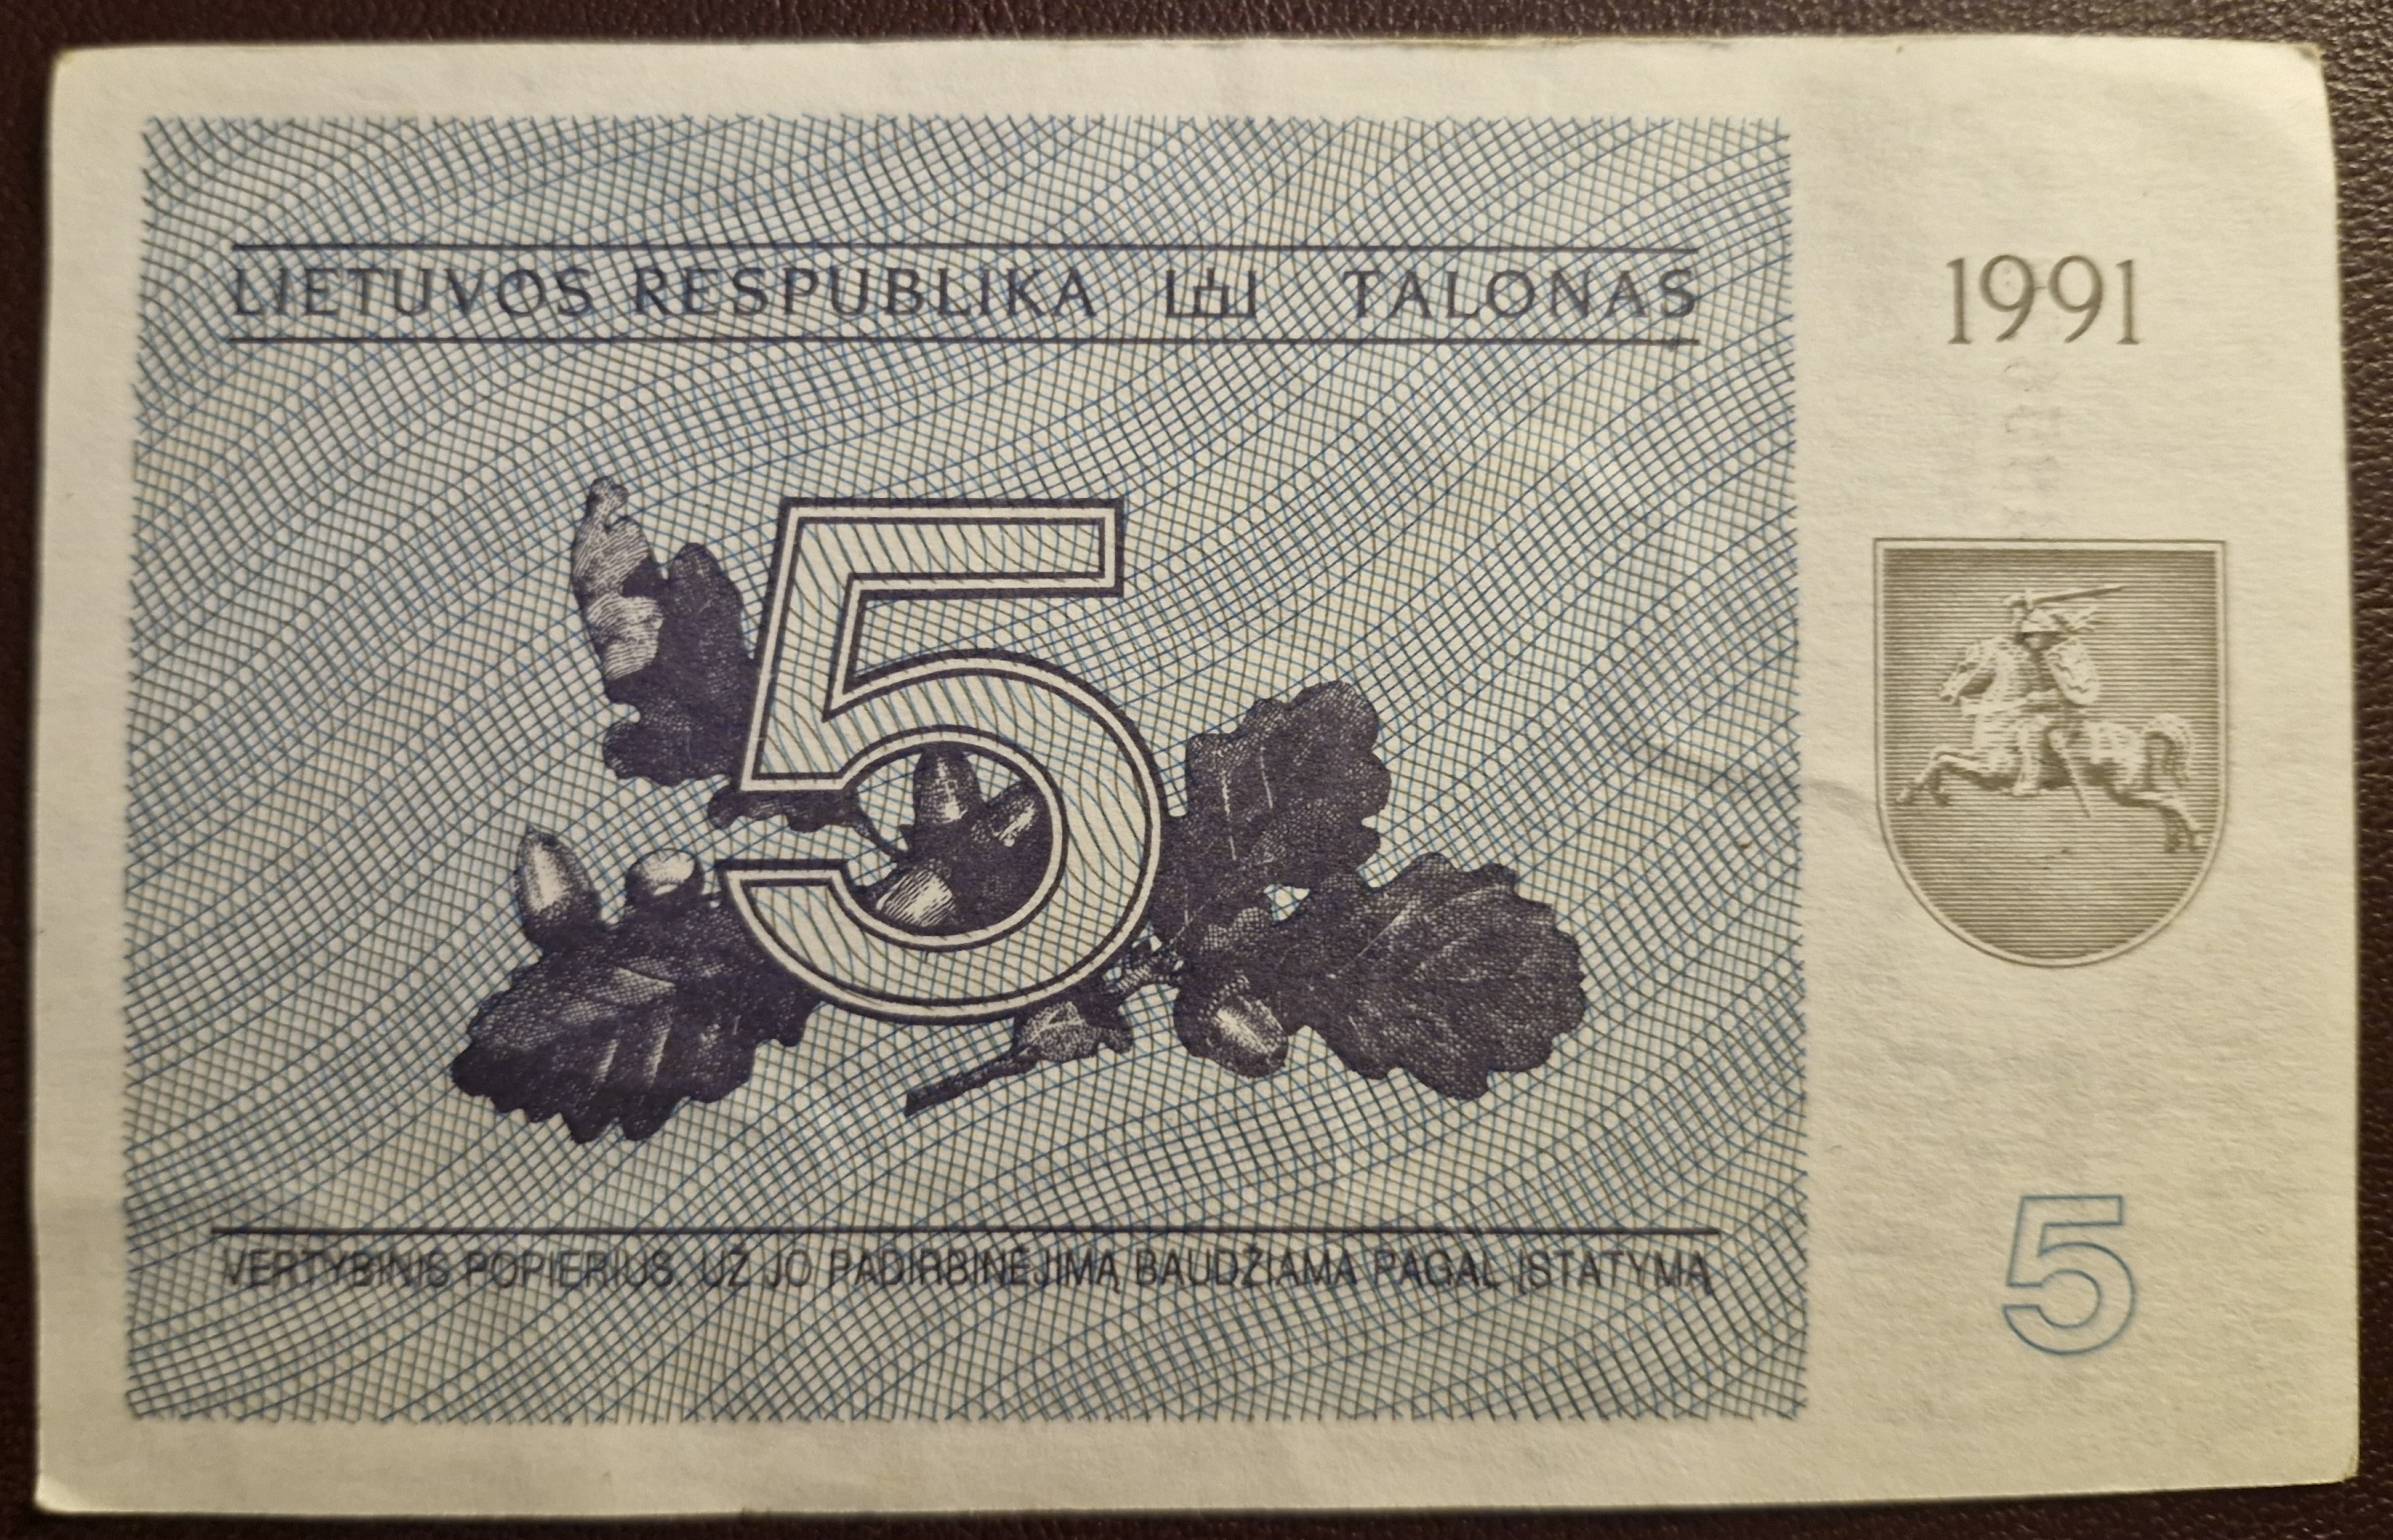 LIETUVOS RESPUBLIKA TALONAS
1991
5
VERTYBINIS POPIERIUS. UŽ JO PADIRBINĖJIMĄ BAUDŽIAMA PAGAL ĮSTATYMĄ
5